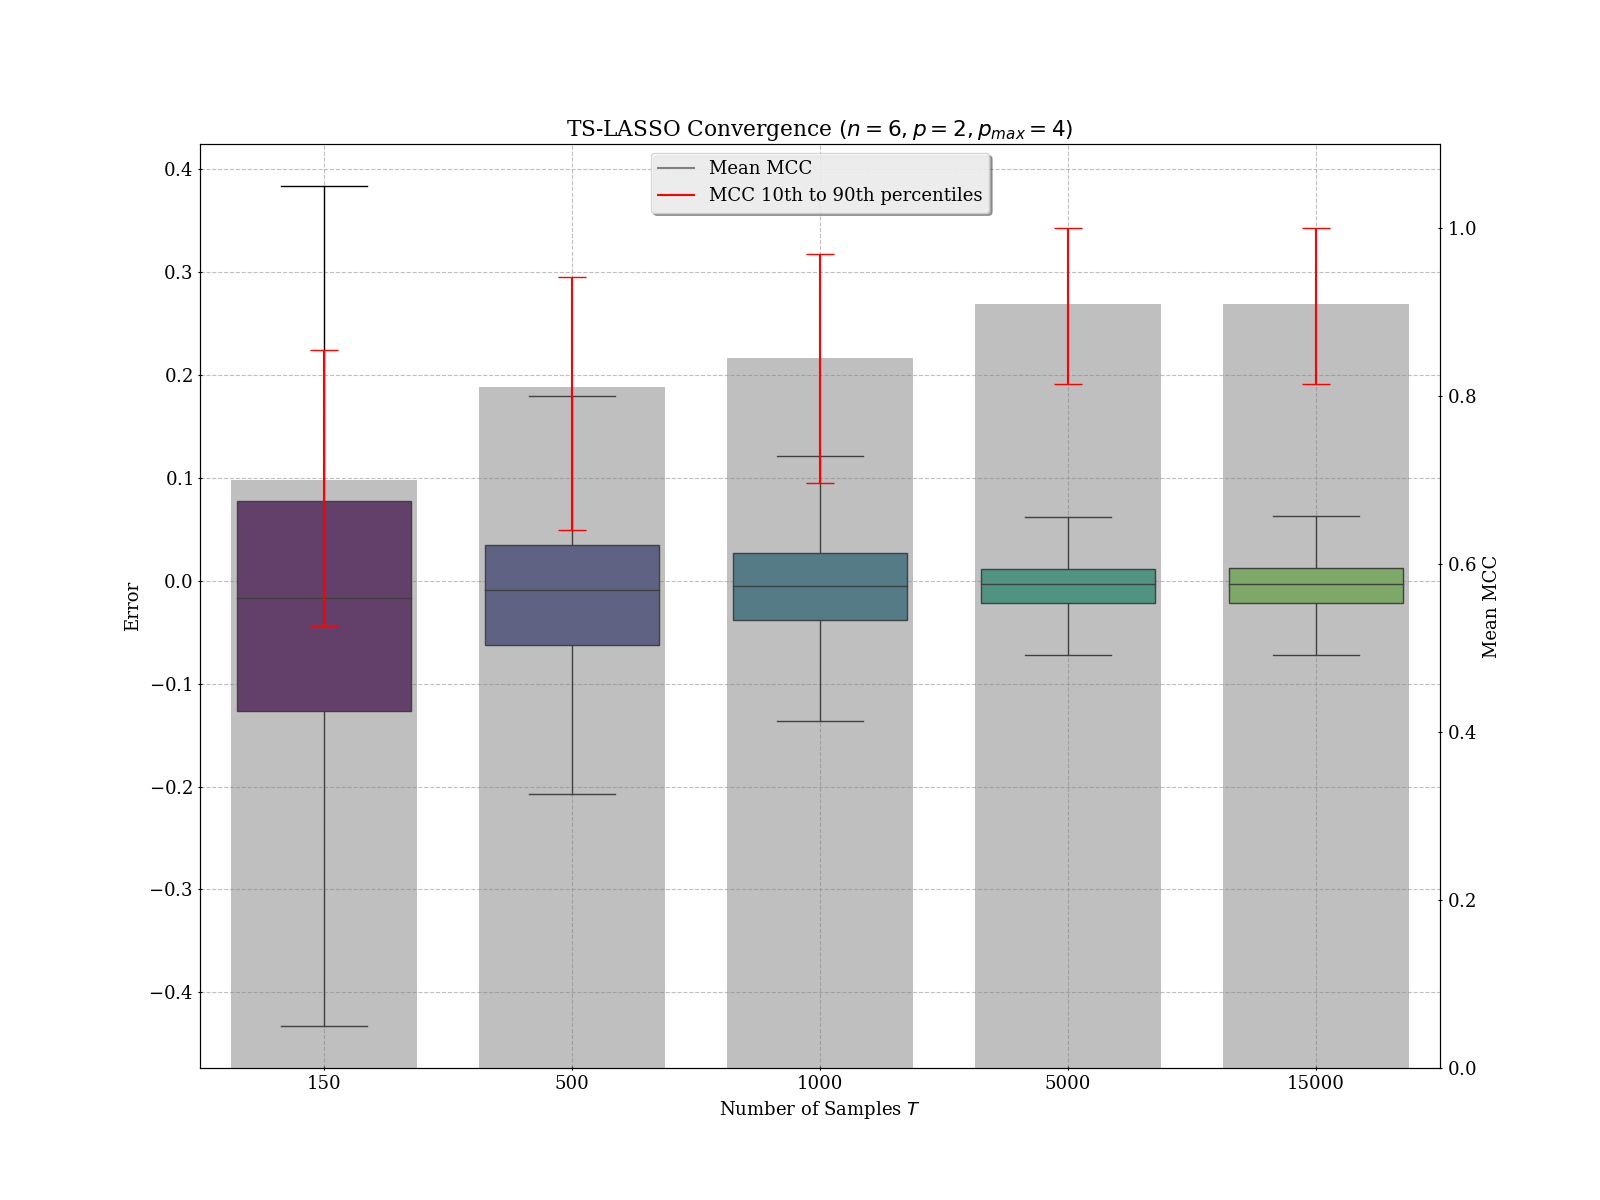 TS-LASSO Convergence (n = 6, p = 2, p_max = 4)
Mean MCC
MCC 10th to 90th percentiles
0.4
0.3
0.2
0.1
0.0
−0.1
−0.2
−0.3
−0.4
Error
1.0
0.8
0.6
0.4
0.2
0.0
Mean MCC
150 500 1000 5000 15000
Number of Samples T